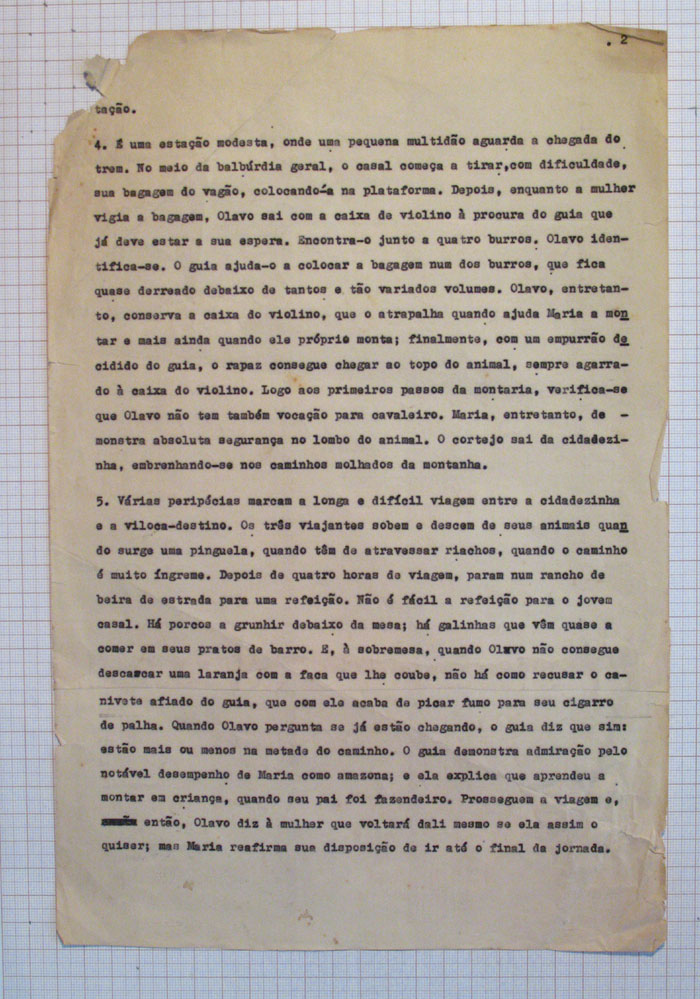 . 2
tação.
4. É uma estação modesta, onde uma pequena multidão aguarda a chegada do
trem. No meio da balbúrdia geral, o casal começa a tirar,com dificuldade,
sua bagagem do vagão, colocando-a na plataforma. Depois, enquanto a mulher
vigia a bagagem, Olavo sai com a caixa de violino à procura do guia que
já deve estar a sua espera. Encontra-o junto a quatro burros. Olavo iden-
tifica-se. O guia ajuda-o a colocar a bagagem num dos burros, que fica
quase derreado debaixo de tantos e tão variados volumes. Olavo, entretan-
to, conserva a caixa do violino, que o atrapalha quando ajuda Maria a mon
tar e mais ainda quando ele próprio monta; finalmente, com um empurrão de
cidido do guia, o rapaz consegue chegar ao topo do animal, sempre agarra-
do à caixa do violino. Logo aos primeiros passos da montaria, verifica-se
que Olavo não tem também vocação para cavaleiro. Maria, entretanto, de -
monstra absoluta segurança no lombo do animal. O cortejo sai da cidadezi-
nha, embrenhando-se nos caminhos molhados da montanha.
5. Várias peripécias marcam a longa e difícil viagem entre a cidadezinha
e a viloca-destino. Os três viajantes sobem e descem de seus animais quan
do surge uma pinguela, quando têm de atravessar riachos, quando o caminho
é muito íngreme. Depois de quatro horas de viagem, param num rancho de
beira de estrada para uma refeição. Não é fácil a refeição para o jovem
casal. Há porcos a grunhir debaixo da mesa; há galinhas que vêm quase a
comer em seus pratos de barro. E, à sobremesa, quando Olavo não consegue
descascar uma laranja com a faca que lhe coube, não há como recusar o ca-
nivete afiado do guia, que com ele acaba de picar fumo para seu cigarro
de palha. Quando Olavo pergunta se já estão chegando, o guia diz que sim:
estão mais ou menos na metade do caminho. O guia demonstra admiração pelo
notável desempenho de Maria como amazona; e ela explica que aprendeu a
montar em criança, quando seu pai foi fazendeiro. Prosseguem a viagem e,
então, Olavo diz à mulher que voltará dali mesmo se ela assim o
quiser; mas Maria reafirma sua disposição de ir até o final da jornada.